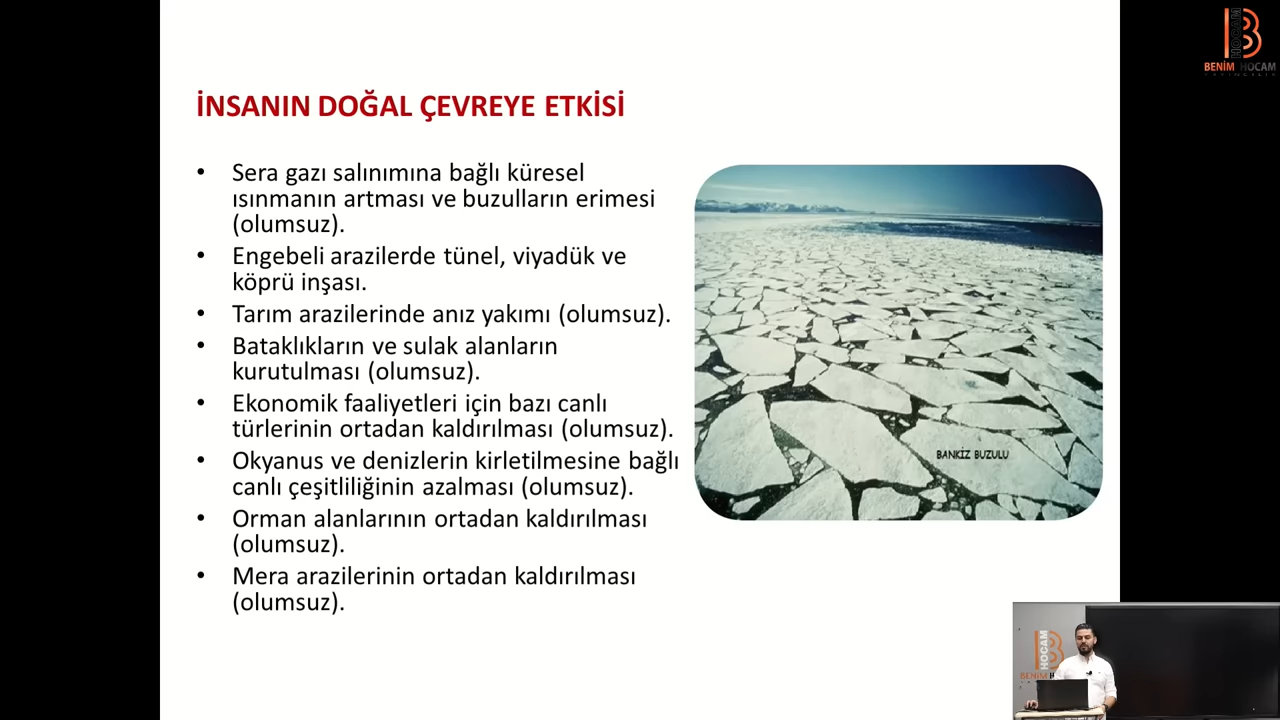 BENİM HOCAM
İNSANIN DOĞAL ÇEVREYE ETKİSİ
• Sera gazı salınımına bağlı küresel
ısınmanın artması ve buzulların erimesi
(olumsuz).
• Engebeli arazilerde tünel, viyadük ve
köprü inşası.
• Tarım arazilerinde anız yakımı (olumsuz).
• Bataklıkların ve sulak alanların
kurutulması (olumsuz).
• Ekonomik faaliyetleri için bazı canlı
türlerinin ortadan kaldırılması (olumsuz).
• Okyanus ve denizlerin kirletilmesine bağlı
canlı çeşitliliğinin azalması (olumsuz).
• Orman alanlarının ortadan kaldırılması
(olumsuz).
• Mera arazilerinin ortadan kaldırılması
(olumsuz).
BANKİZ BUZULU
HOCAM
BENİM